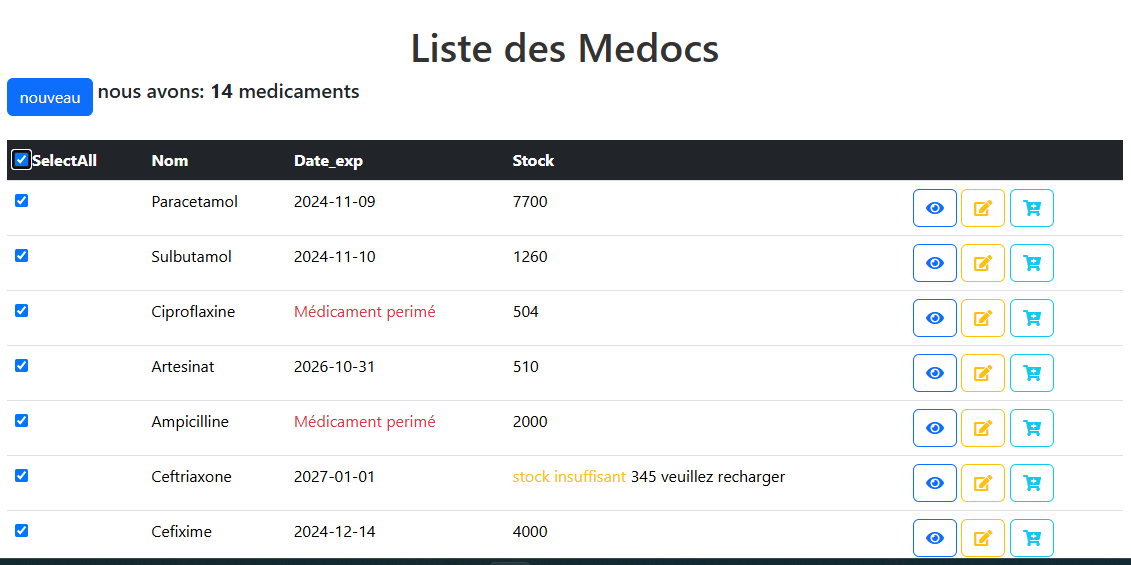 Liste des Medocs
nouveau nous avons: 14 medicaments
SelectAll Nom Date_exp Stock
Paracetamol 2024-11-09 7700
Sulbutamol 2024-11-10 1260
Ciproflaxine Médicament perimé 504
Artesinat 2026-10-31 510
Ampicilline Médicament perimé 2000
Ceftriaxone 2027-01-01 stock insuffisant 345 veuillez recharger
Cefixime 2024-12-14 4000